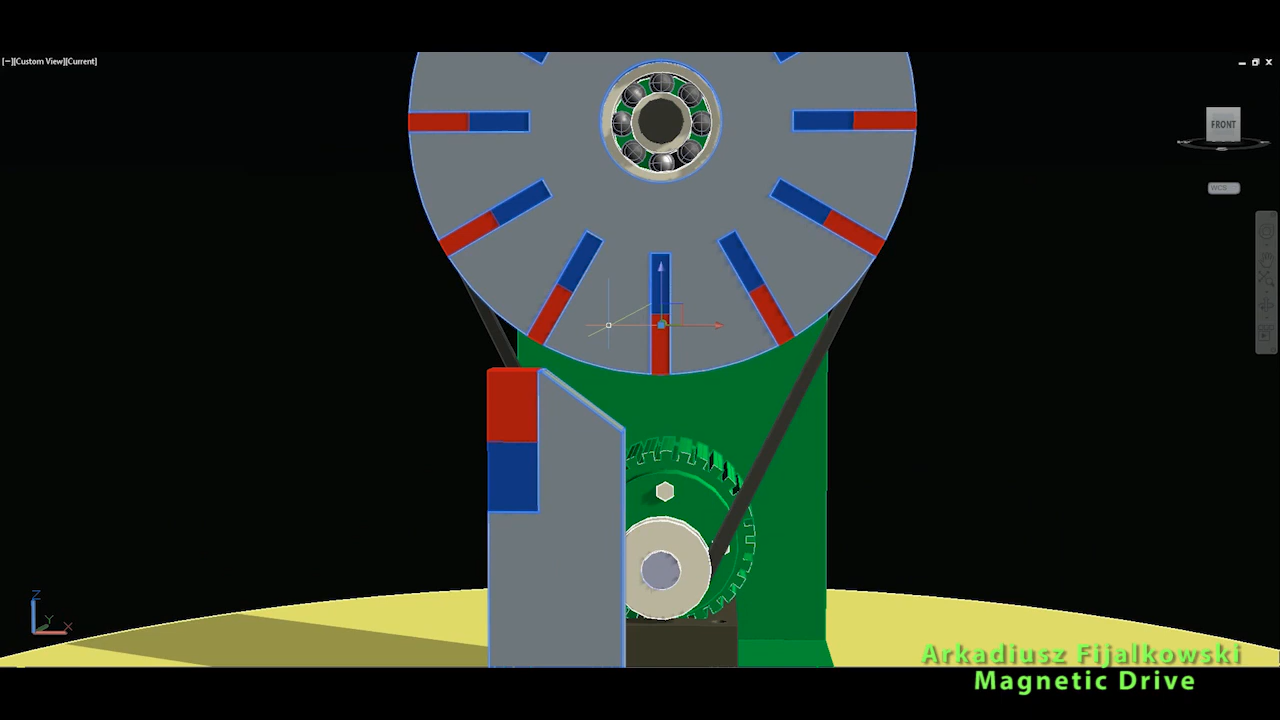 [−][Custom View][Current]
FRONT
WCS
Z
Y
X
Arkadiusz Fijalkowski
Magnetic Drive